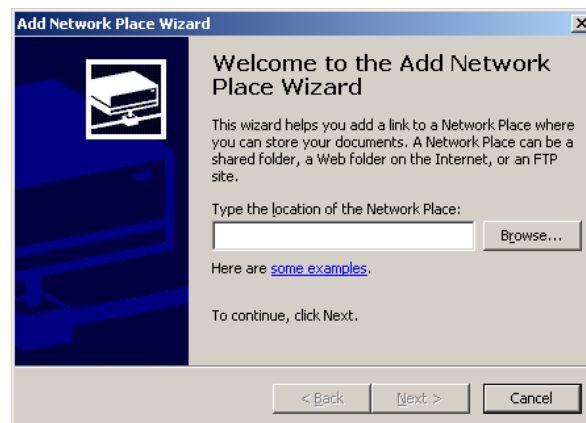 Add Network Place Wizard
Welcome to the Add Network
Place Wizard
This wizard helps you add a link to a Network Place where
you can store your documents. A Network Place can be a
shared folder, a Web folder on the Internet, or an FTP
site.
Type the location of the Network Place:
Browse...
Here are some examples.
To continue, click Next.
< Back Next > Cancel